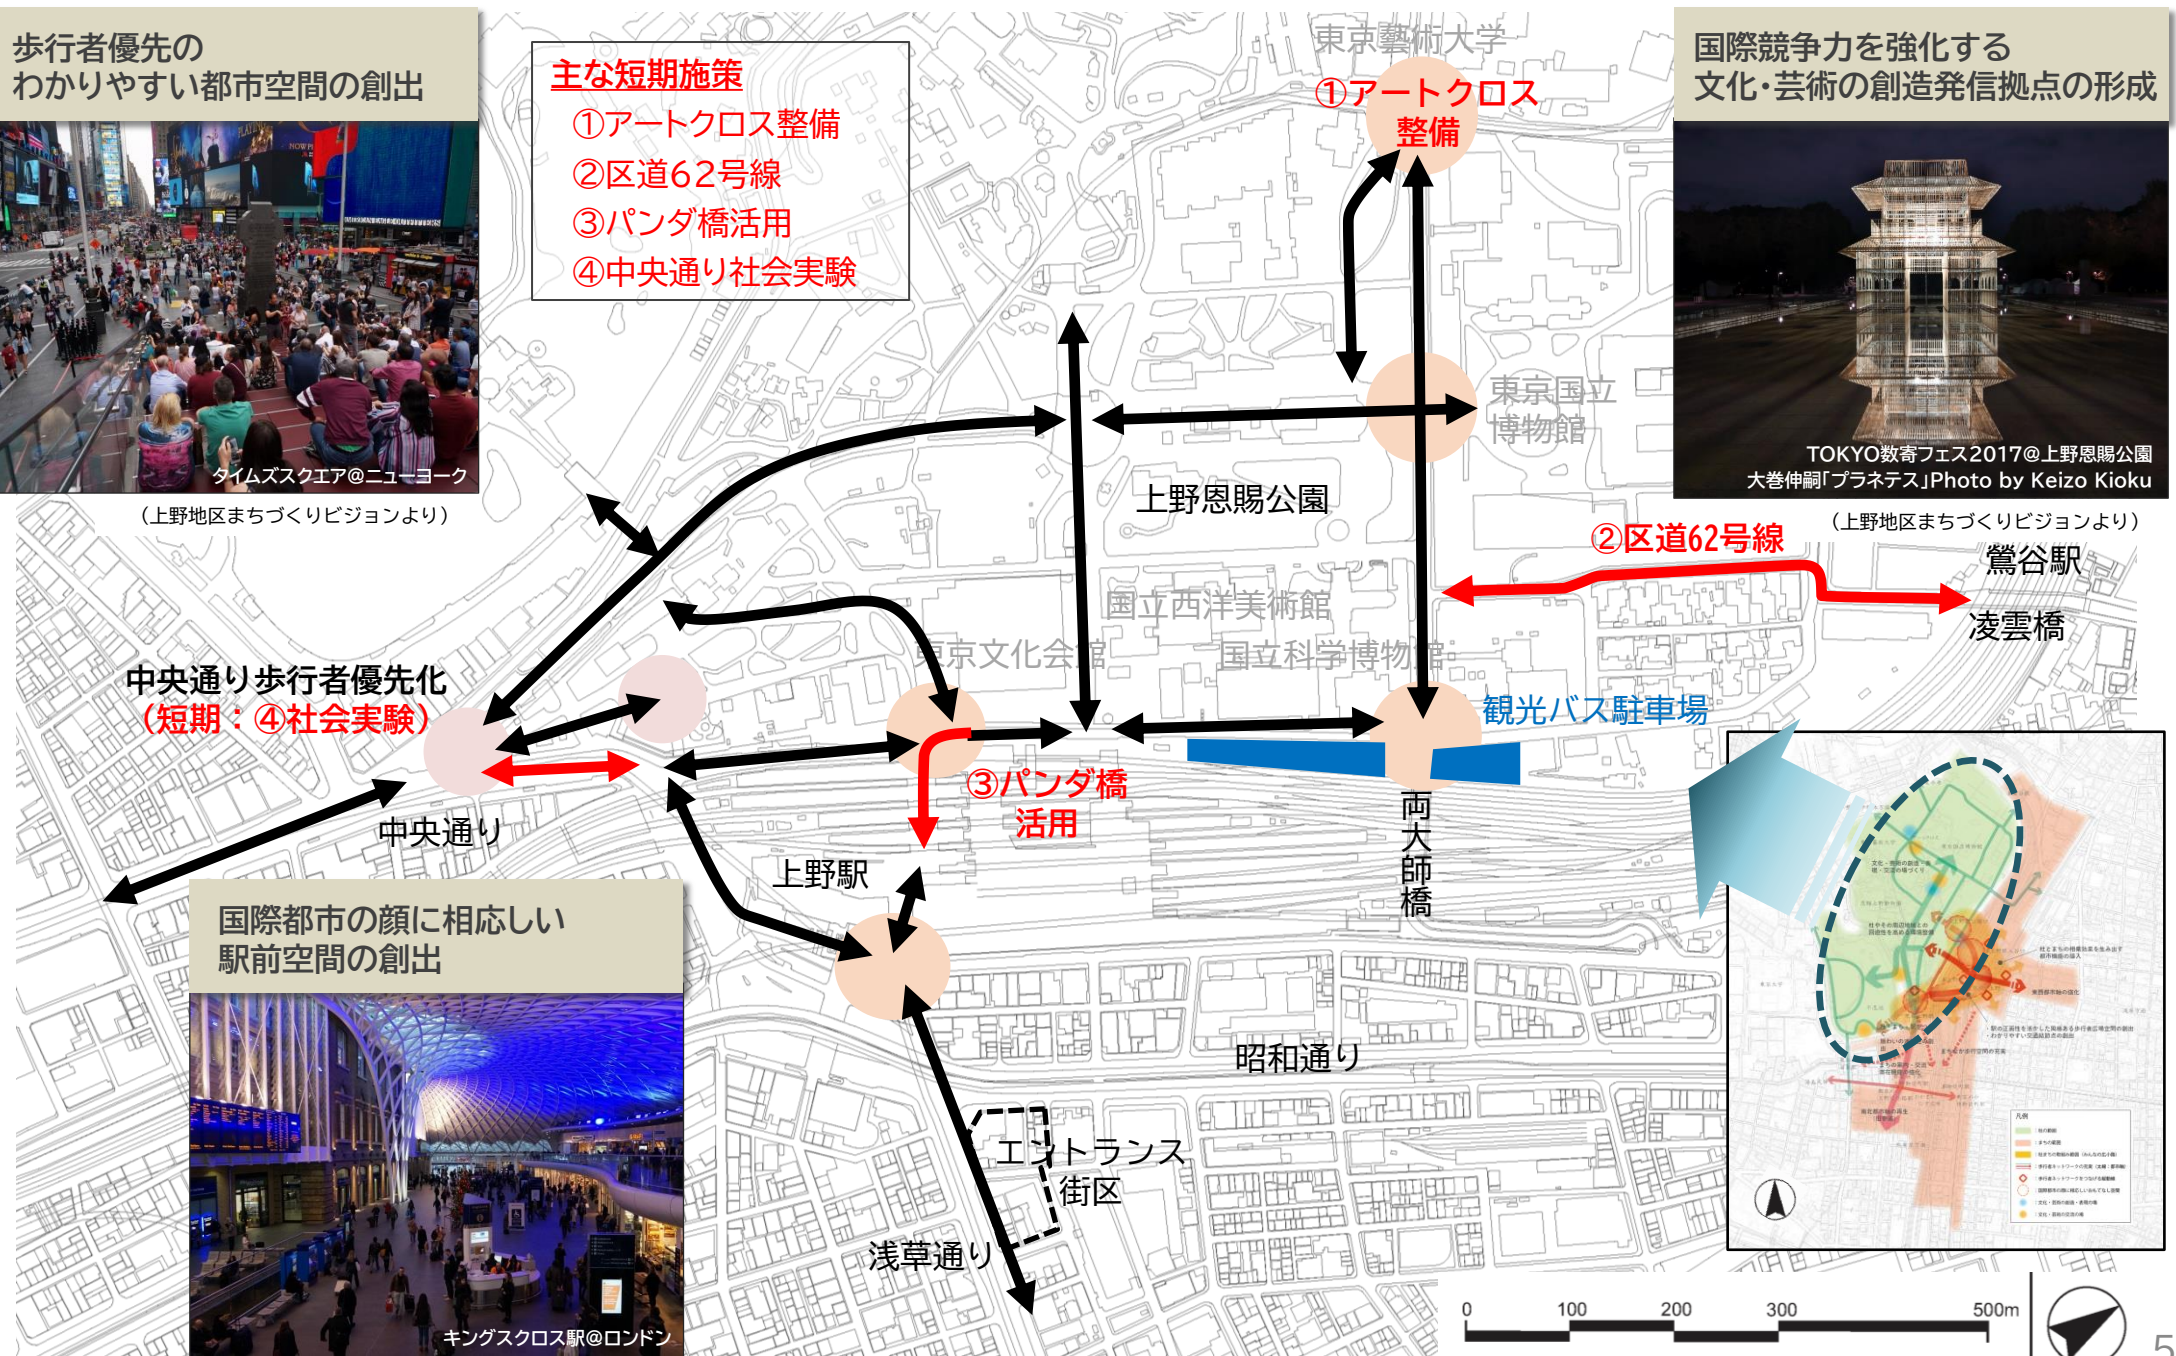 歩行者優先の
わかりやすい都市空間の創出
タイムズスクエア@ニューヨーク
（上野地区まちづくりビジョンより）
主な短期施策
①アートクロス整備
②区道62号線
③パンダ橋活用
④中央通り社会実験
東京藝術大学
①アートクロス
整備
国際競争力を強化する
文化・芸術の創造発信拠点の形成
TOKYO数寄フェス2017@上野恩賜公園
大巻伸嗣「プラネテス」Photo by Keizo Kioku
（上野地区まちづくりビジョンより）
東京国立
博物館
上野恩賜公園
②区道62号線
鶯谷駅
凌雲橋
国立西洋美術館
東京文化会館
国立科学博物館
中央通り歩行者優先化
（短期：④社会実験）
観光バス駐車場
③パンダ橋
活用
中央通り
上野駅
両大師橋
国際都市の顔に相応しい
駅前空間の創出
キングスクロス駅@ロンドン
昭和通り
エントランス
街区
浅草通り
凡例
0 100 200 300 500m
5